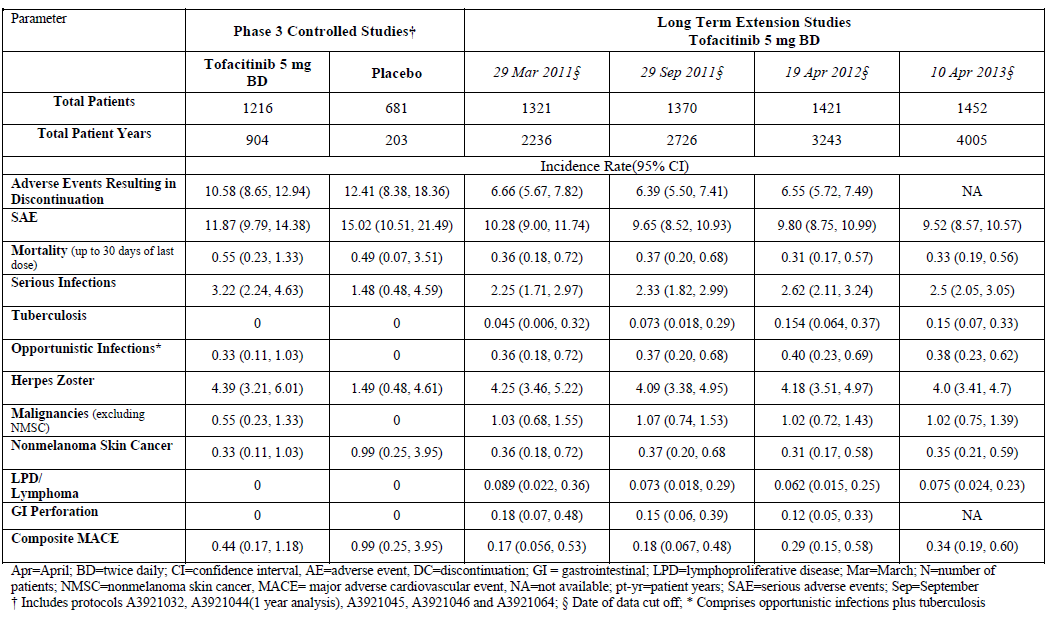 Parameter
Phase 3 Controlled Studies†
Long Term Extension Studies
Tofacitinib 5 mg BD
Tofacitinib 5 mg BD
Placebo
29 Mar 2011§
29 Sep 2011§
19 Apr 2012§
10 Apr 2013§
Total Patients
1216
681
1321
1370
1421
1452
Total Patient Years
904
203
2236
2726
3243
4005
Incidence Rate(95% CI)
Adverse Events Resulting in Discontinuation
10.58 (8.65, 12.94)
12.41 (8.38, 18.36)
6.66 (5.67, 7.82)
6.39 (5.50, 7.41)
6.55 (5.72, 7.49)
NA
SAE
11.87 (9.79, 14.38)
15.02 (10.51, 21.49)
10.28 (9.00, 11.74)
9.65 (8.52, 10.93)
9.80 (8.75, 10.99)
9.52 (8.57, 10.57)
Mortality (up to 30 days of last dose)
0.55 (0.23, 1.33)
0.49 (0.07, 3.51)
0.36 (0.18, 0.72)
0.37 (0.20, 0.68)
0.31 (0.17, 0.57)
0.33 (0.19, 0.56)
Serious Infections
3.22 (2.24, 4.63)
1.48 (0.48, 4.59)
2.25 (1.71, 2.97)
2.33 (1.82, 2.99)
2.62 (2.11, 3.24)
2.5 (2.05, 3.05)
Tuberculosis
0
0
0.045 (0.006, 0.32)
0.073 (0.018, 0.29)
0.154 (0.064, 0.37)
0.15 (0.07, 0.33)
Opportunistic Infections*
0.33 (0.11, 1.03)
0
0.36 (0.18, 0.72)
0.37 (0.20, 0.68)
0.40 (0.23, 0.69)
0.38 (0.23, 0.62)
Herpes Zoster
4.39 (3.21, 6.01)
1.49 (0.48, 4.61)
4.25 (3.46, 5.22)
4.09 (3.38, 4.95)
4.18 (3.51, 4.97)
4.0 (3.41, 4.7)
Malignancies (excluding NMSC)
0.55 (0.23, 1.33)
0
1.03 (0.68, 1.55)
1.07 (0.74, 1.53)
1.02 (0.72, 1.43)
1.02 (0.75, 1.39)
Nonmelanoma Skin Cancer
0.33 (0.11, 1.03)
0.99 (0.25, 3.95)
0.36 (0.18, 0.72)
0.37 (0.20, 0.68
0.31 (0.17, 0.58)
0.35 (0.21, 0.59)
LPD/
Lymphoma
0
0
0.089 (0.022, 0.36)
0.073 (0.018, 0.29)
0.062 (0.015, 0.25)
0.075 (0.024, 0.23)
GI Perforation
0
0
0.18 (0.07, 0.48)
0.15 (0.06, 0.39)
0.12 (0.05, 0.33)
NA
Composite MACE
0.44 (0.17, 1.18)
0.99 (0.25, 3.95)
0.17 (0.056, 0.53)
0.18 (0.067, 0.48)
0.29 (0.15, 0.58)
0.34 (0.19, 0.60)
Apr=April; BD=twice daily; CI=confidence interval, AE=adverse event, DC=discontinuation; GI = gastrointestinal; LPD=lymphoproliferative disease; Mar=March; N=number of
patients; NMSC=nonmelanoma skin cancer, MACE= major adverse cardiovascular event, NA=not available; pt-yr=patient years; SAE=serious adverse events; Sep=September
† Includes protocols A3921032, A3921044(1 year analysis), A3921045, A3921046 and A3921064; § Date of data cut off; * Comprises opportunistic infections plus tuberculosis